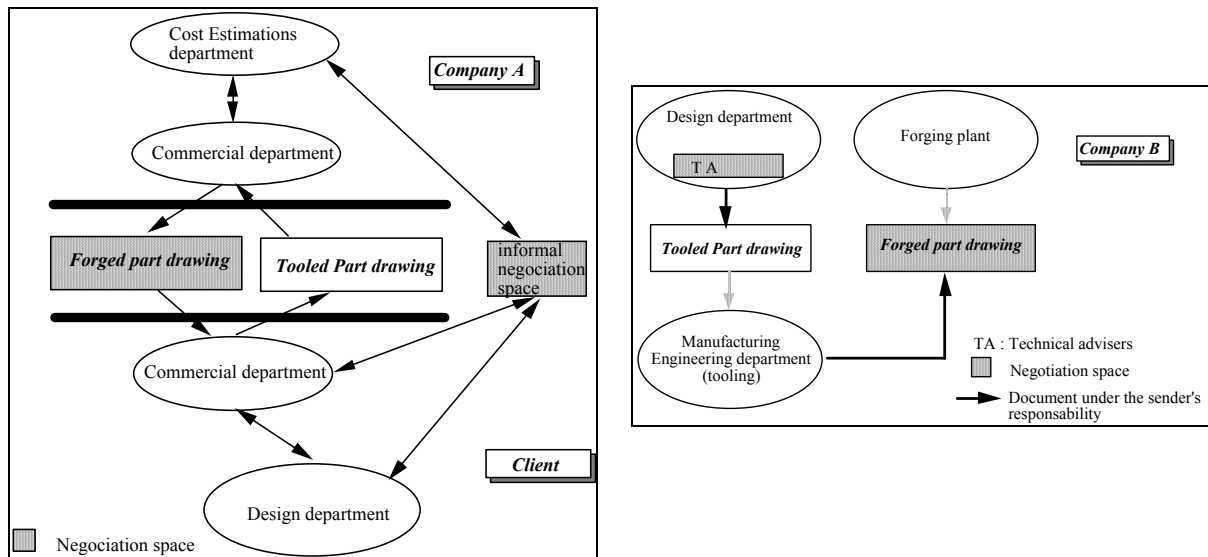 Cost Estimations
department
Company A
Commercial department
Forged part drawing
Tooled Part drawing
informal
negociation
space
Commercial department
Client
Design department
Negociation space
Design department
T A
Forging plant
Company B
Tooled Part drawing
Forged part drawing
Manufacturing
Engineering department
(tooling)
TA : Technical advisers
Negotiation space
Document under the sender's
responsability